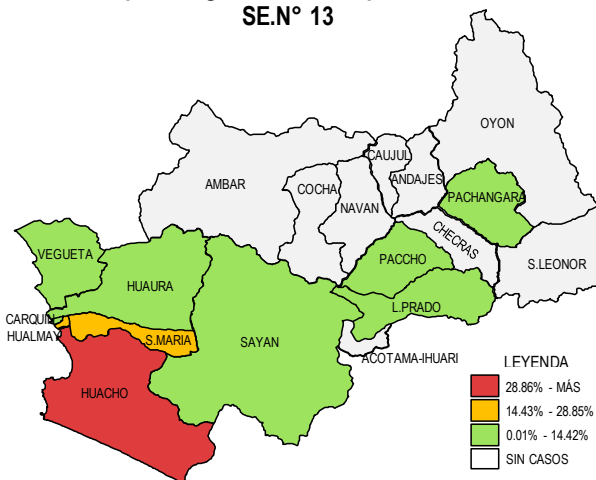 SE.N° 13
OYON
CAUJUL
ANDAJES
AMBAR
COCHA
NAVAN
PACHANGARA
CHECRAS
VEGUETA
PACCHO
S.LEONOR
HUAURA
L.PRADO
CARQUIN
HUALMAY
S.MARIA
SAYAN
ACOTAMA-IHUARI
HUACHO
LEYENDA
28.86% - MÁS
14.43% - 28.85%
0.01% - 14.42%
SIN CASOS